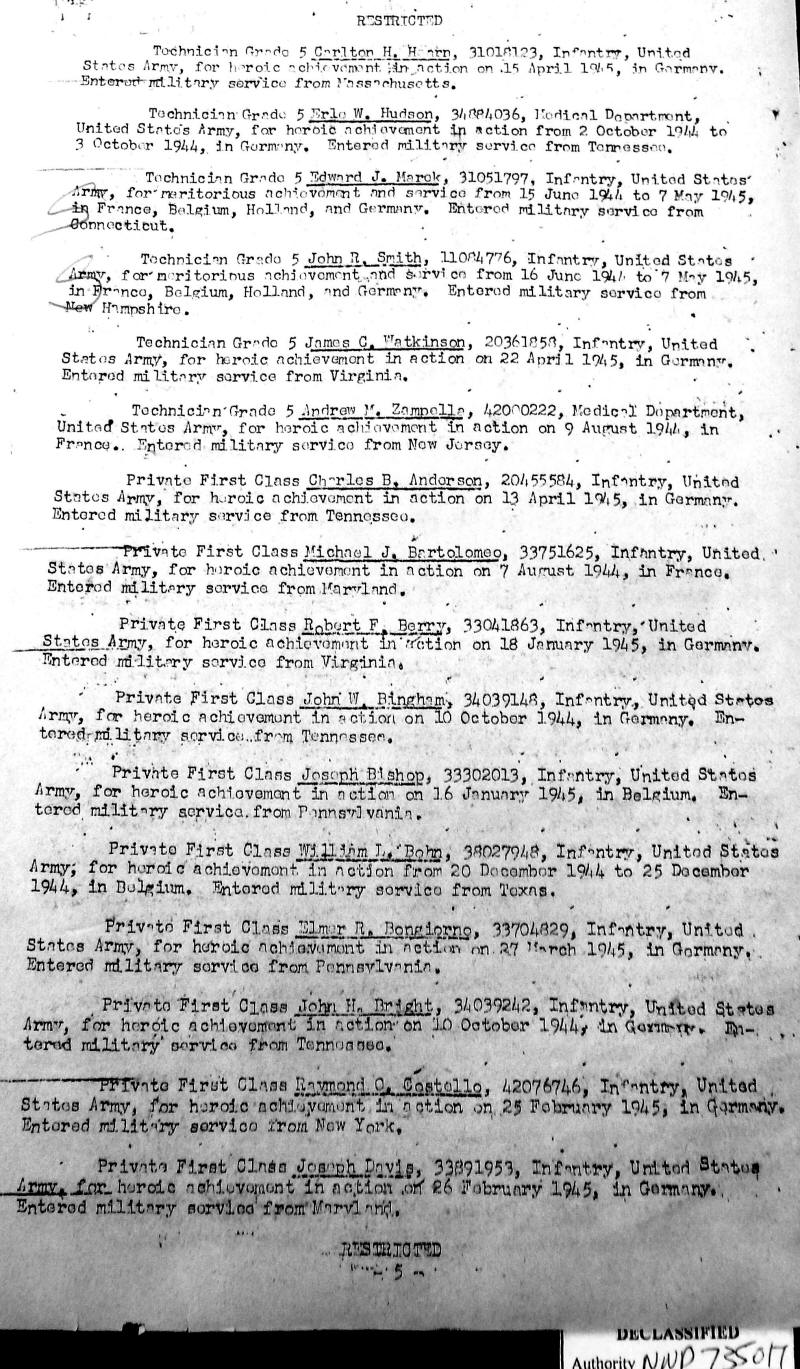 RESTRICTED
Technician Grade 5 Carlton H. Hearn, 31018123, Infantry, United
States Army, for heroic achievement in action on 15 April 1945, in Germany.
Entered military service from Massachusetts.
Technician Grade 5 Erle W. Hudson, 34884036, Medical Department,
United States Army, for heroic achievement in action from 2 October 1944 to
3 October 1944, in Germany. Entered military service from Tennessee.
Technician Grade 5 Edward J. Marek, 31051797, Infantry, United States
Army, for meritorious achievement and service from 15 June 1944 to 7 May 1945,
in France, Belgium, Holland, and Germany. Entered military service from
Connecticut.
Technician Grade 5 John R. Smith, 11084776, Infantry, United States
Army, for meritorious achievement and service from 16 June 1944 to 7 May 1945,
in France, Belgium, Holland, and Germany. Entered military service from
New Hampshire.
Technician Grade 5 James C. Watkinson, 20361858, Infantry, United
States Army, for heroic achievement in action on 22 April 1945, in Germany.
Entered military service from Virginia.
Technician Grade 5 Andrew M. Zampella, 42000222, Medical Department,
United States Army, for heroic achievement in action on 9 August 1944, in
France. Entered military service from New Jersey.
Private First Class Charles B. Anderson, 20455584, Infantry, United
States Army, for heroic achievement in action on 13 April 1945, in Germany.
Entered military service from Tennessee.
Private First Class Michael J. Bartolomeo, 33751625, Infantry, United
States Army, for heroic achievement in action on 7 August 1944, in France.
Entered military service from Maryland.
Private First Class Robert F. Berry, 33041863, Infantry, United
States Army, for heroic achievement in action on 18 January 1945, in Germany.
Entered military service from Virginia.
Private First Class John W. Bingham, 34039148, Infantry, United States
Army, for heroic achievement in action on 10 October 1944, in Germany. En-
tered military service from Tennessee.
Private First Class Joseph Bishop, 33302013, Infantry, United States
Army, for heroic achievement in action on 16 January 1945, in Belgium. En-
tered military service from Pennsylvania.
Private First Class William L. Bohn, 38027948, Infantry, United States
Army, for heroic achievement in action from 20 December 1944 to 25 December
1944, in Belgium. Entered military service from Texas.
Private First Class Elmer R. Bongiorno, 33704829, Infantry, United
States Army, for heroic achievement in action on 27 March 1945, in Germany.
Entered military service from Pennsylvania.
Private First Class John H. Bright, 34039242, Infantry, United States
Army, for heroic achievement in action on 10 October 1944, in Germany. En-
tered military service from Tennessee.
Private First Class Raymond C. Costello, 42076746, Infantry, United
States Army, for heroic achievement in action on 25 February 1945, in Germany.
Entered military service from New York.
Private First Class Joseph Davis, 33891953, Infantry, United States
Army, for heroic achievement in action on 26 February 1945, in Germany.
Entered military service from Maryland.
RESTRICTED
- 5 -
DECLASSIFIED
Authority NND 735017